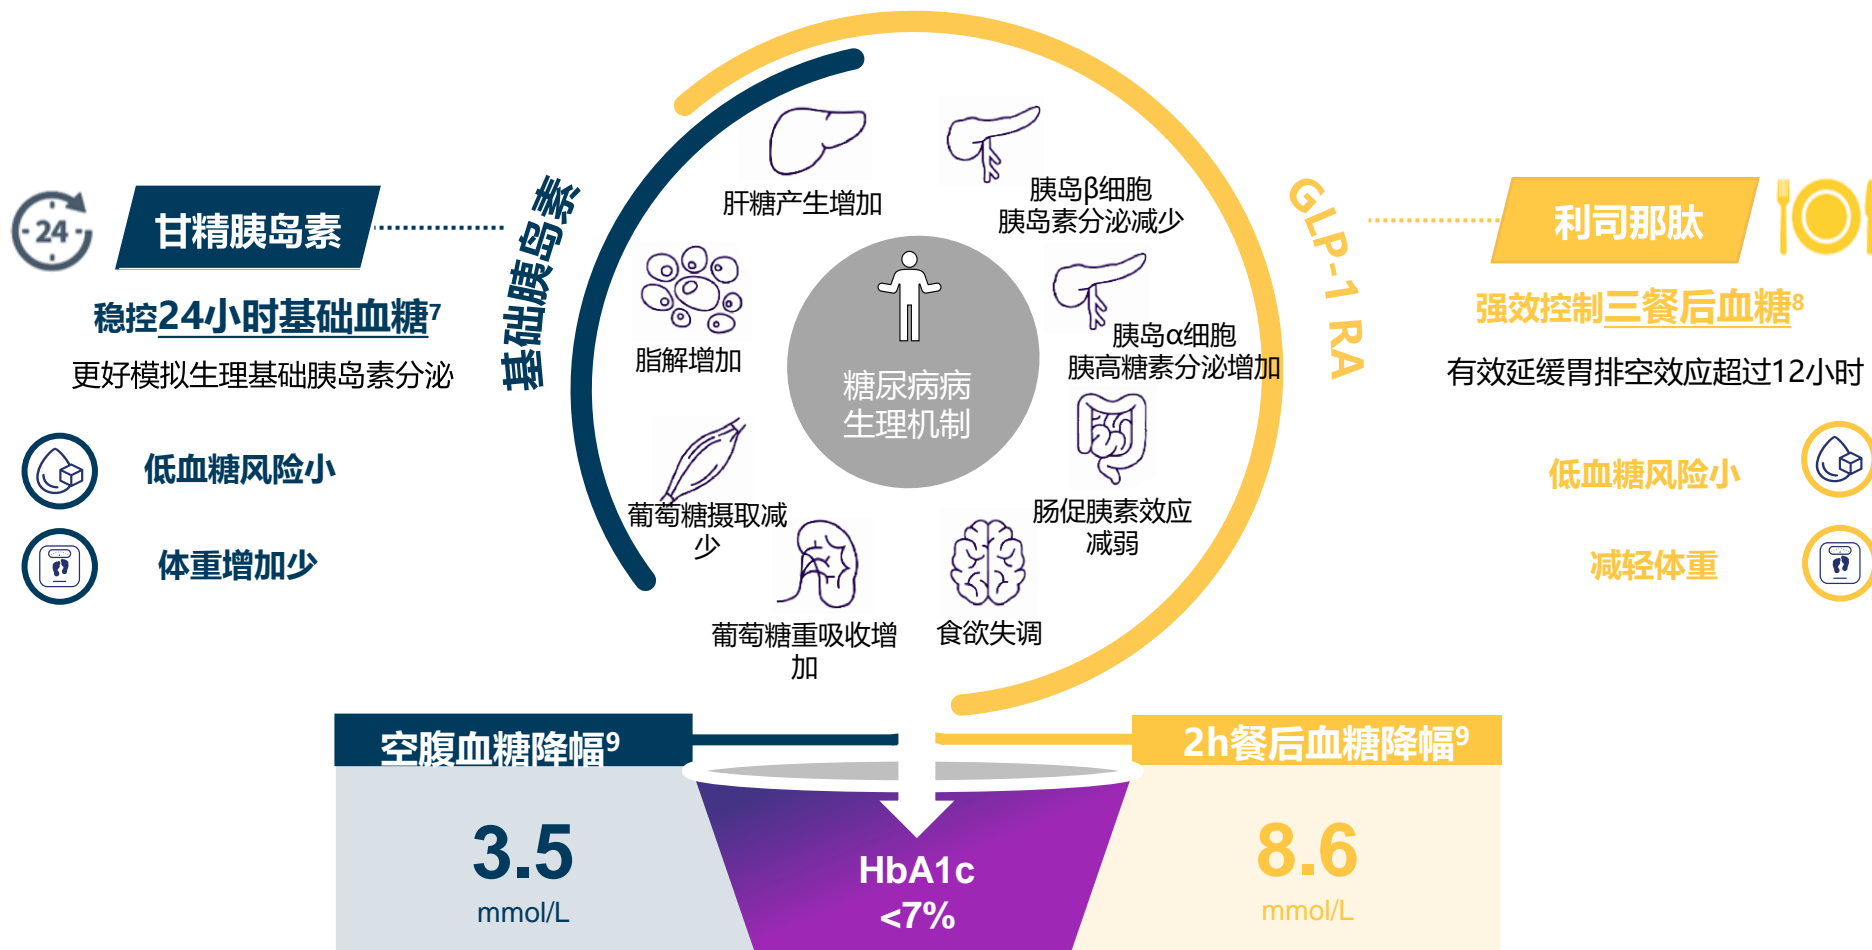 24
甘精胰岛素
稳控24小时基础血糖7
更好模拟生理基础胰岛素分泌
低血糖风险小
体重增加少
基础胰岛素
肝糖产生增加
胰岛β细胞
胰岛素分泌减少
脂解增加
胰岛α细胞
胰高糖素分泌增加
糖尿病病
生理机制
葡萄糖摄取减
少
肠促胰素效应
减弱
葡萄糖重吸收增
加
食欲失调
GLP-1 RA
利司那肽
强效控制三餐后血糖8
有效延缓胃排空效应超过12小时
低血糖风险小
减轻体重
空腹血糖降幅9
3.5
mmol/L
HbA1c
<7%
2h餐后血糖降幅9
8.6
mmol/L